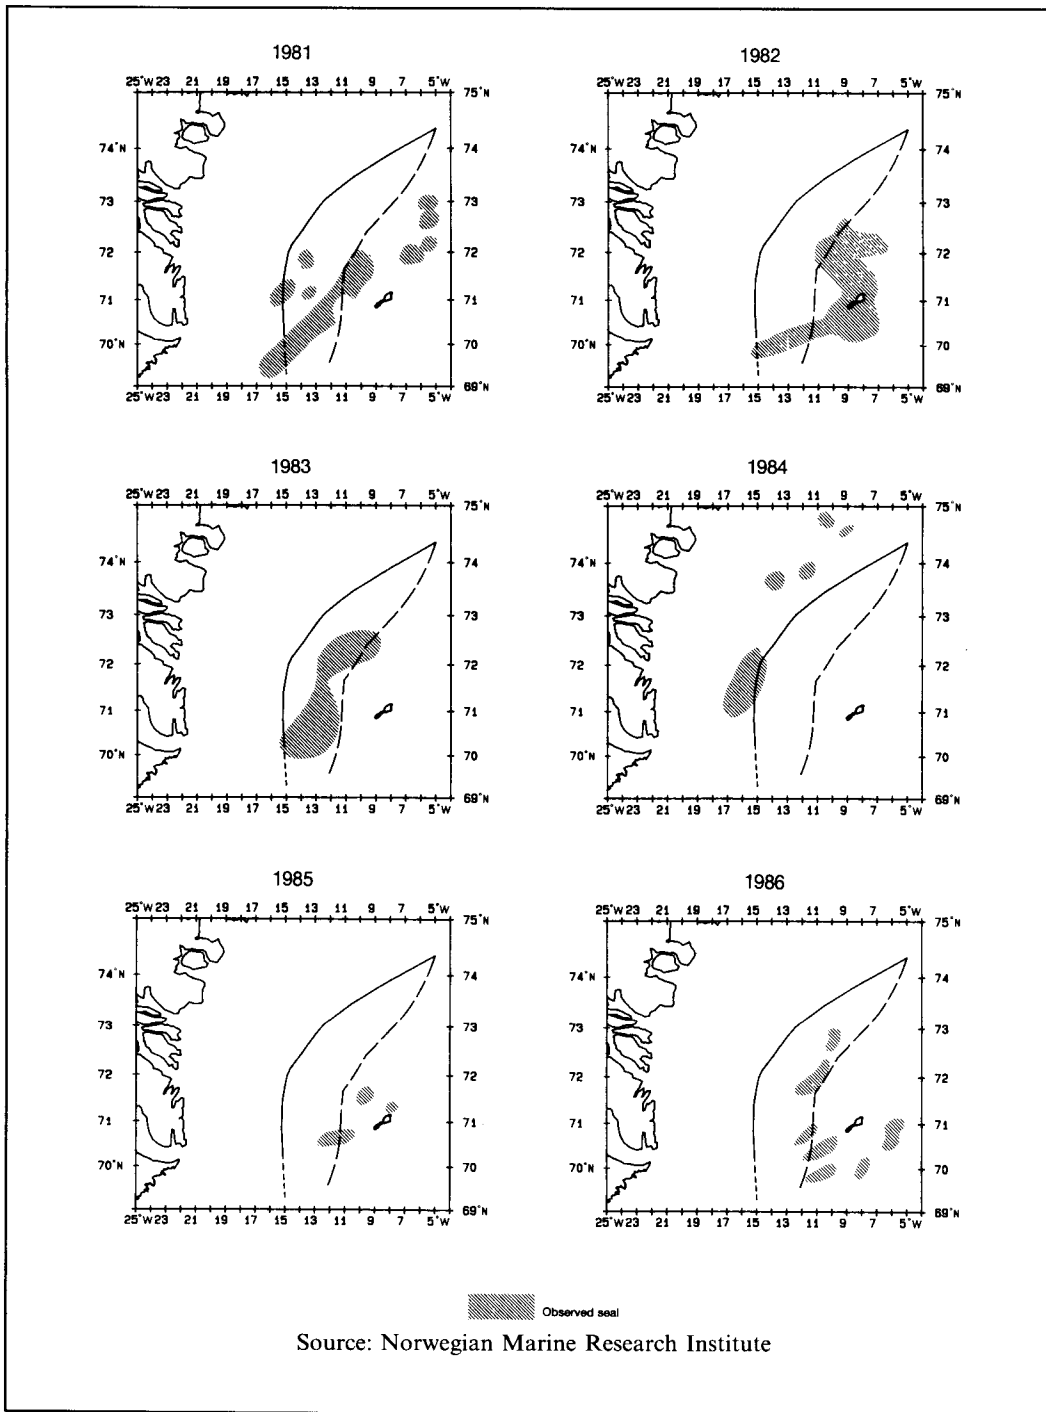 1981
25°W 23 21 19 17 15 13 11 9 7 5°W
75°N
74°N 74
73 73
72 72
71 71
70°N 70
69°N
25°W 23 21 19 17 15 13 11 9 7 5°W
1982
25°W 23 21 19 17 15 13 11 9 7 5°W
75°N
74°N 74
73 73
72 72
71 71
70°N 70
69°N
25°W 23 21 19 17 15 13 11 9 7 5°W
1983
25°W 23 21 19 17 15 13 11 9 7 5°W
75°N
74°N 74
73 73
72 72
71 71
70°N 70
69°N
25°W 23 21 19 17 15 13 11 9 7 5°W
1984
25°W 23 21 19 17 15 13 11 9 7 5°W
75°N
74°N 74
73 73
72 72
71 71
70°N 70
69°N
25°W 23 21 19 17 15 13 11 9 7 5°W
1985
25°W 23 21 19 17 15 13 11 9 7 5°W
75°N
74°N 74
73 73
72 72
71 71
70°N 70
69°N
25°W 23 21 19 17 15 13 11 9 7 5°W
1986
25°W 23 21 19 17 15 13 11 9 7 5°W
75°N
74°N 74
73 73
72 72
71 71
70°N 70
69°N
25°W 23 21 19 17 15 13 11 9 7 5°W
Observed seal
Source: Norwegian Marine Research Institute